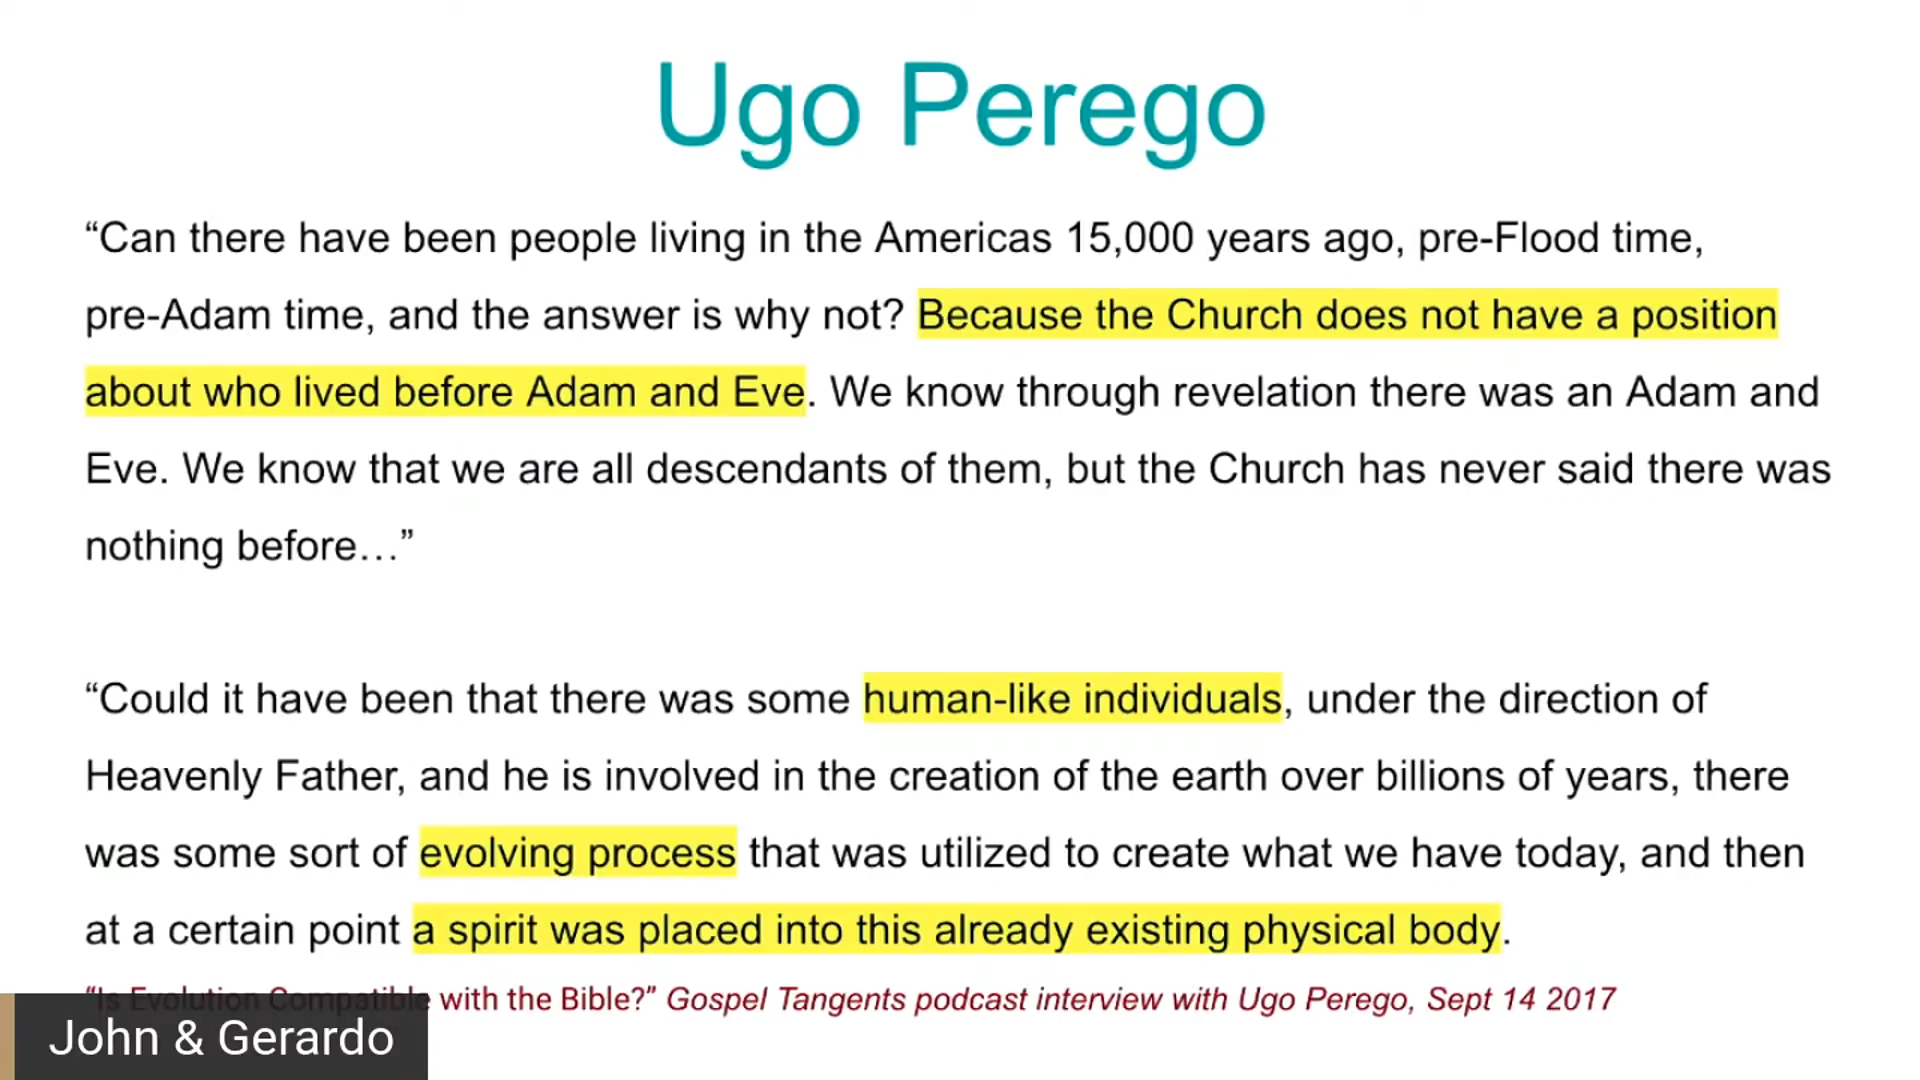 Ugo Perego
“Can there have been people living in the Americas 15,000 years ago, pre-Flood time,
pre-Adam time, and the answer is why not? Because the Church does not have a position
about who lived before Adam and Eve. We know through revelation there was an Adam and
Eve. We know that we are all descendants of them, but the Church has never said there was
nothing before…”
“Could it have been that there was some human-like individuals, under the direction of
Heavenly Father, and he is involved in the creation of the earth over billions of years, there
was some sort of evolving process that was utilized to create what we have today, and then
at a certain point a spirit was placed into this already existing physical body.
“Is Evolution Compatible with the Bible?” Gospel Tangents podcast interview with Ugo Perego, Sept 14 2017
John & Gerardo